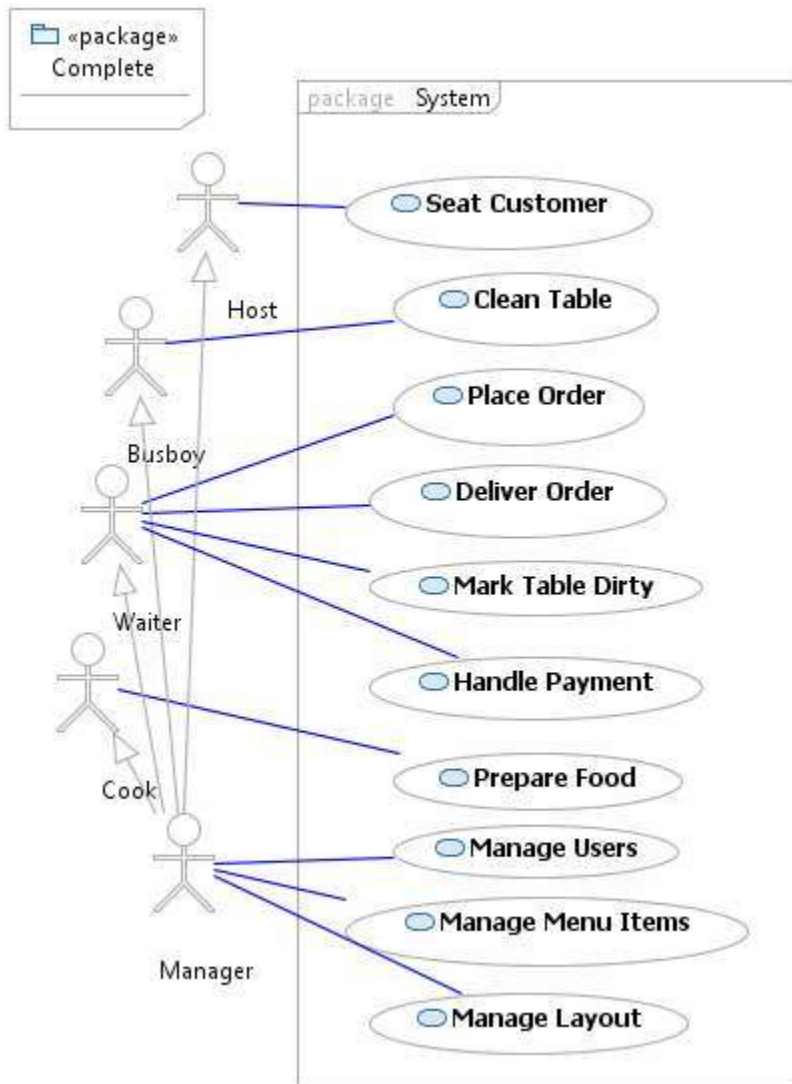 «package»
Complete
package System
Seat Customer
Host
Clean Table
Busboy
Place Order
Deliver Order
Waiter
Mark Table Dirty
Handle Payment
Cook
Prepare Food
Manage Users
Manage Menu Items
Manager
Manage Layout